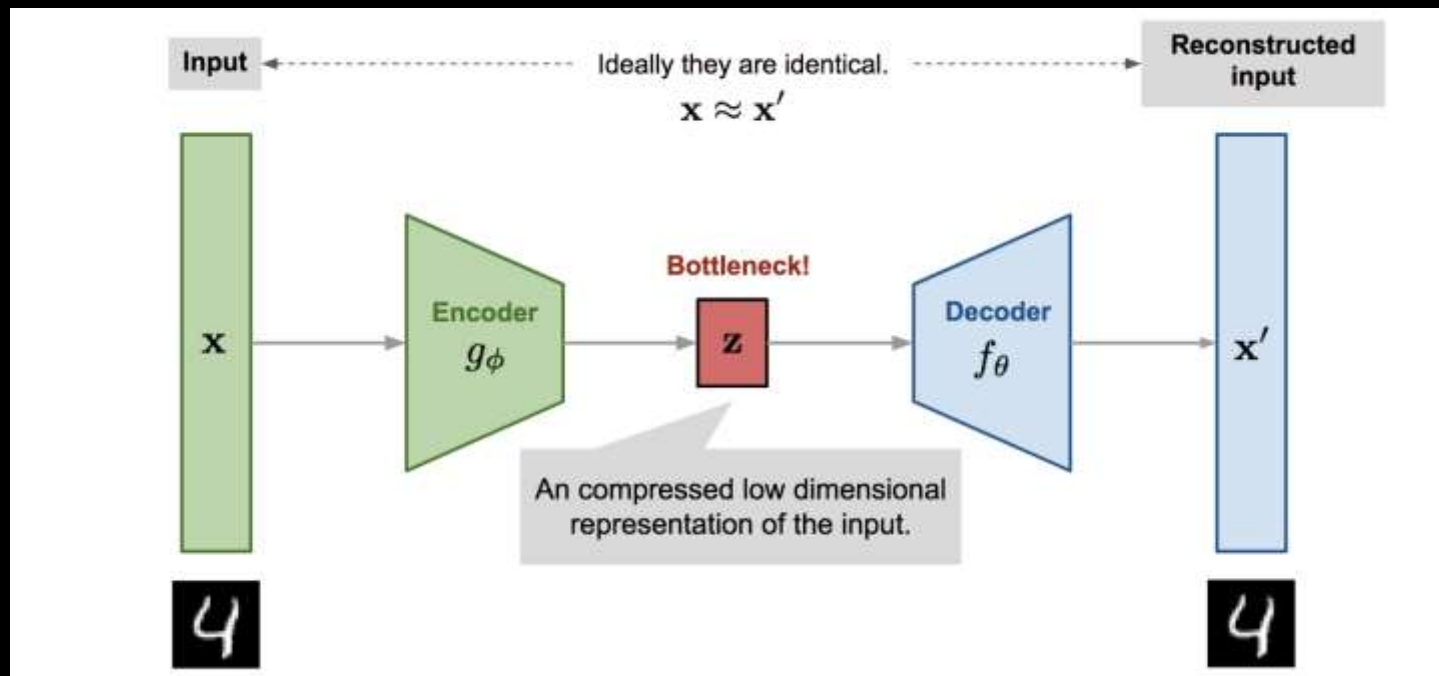 Input
Ideally they are identical.
x ≈ x′
Reconstructed
input
x
Encoder
gϕ
Bottleneck!
z
Decoder
fθ
x′
An compressed low dimensional
representation of the input.
4
4